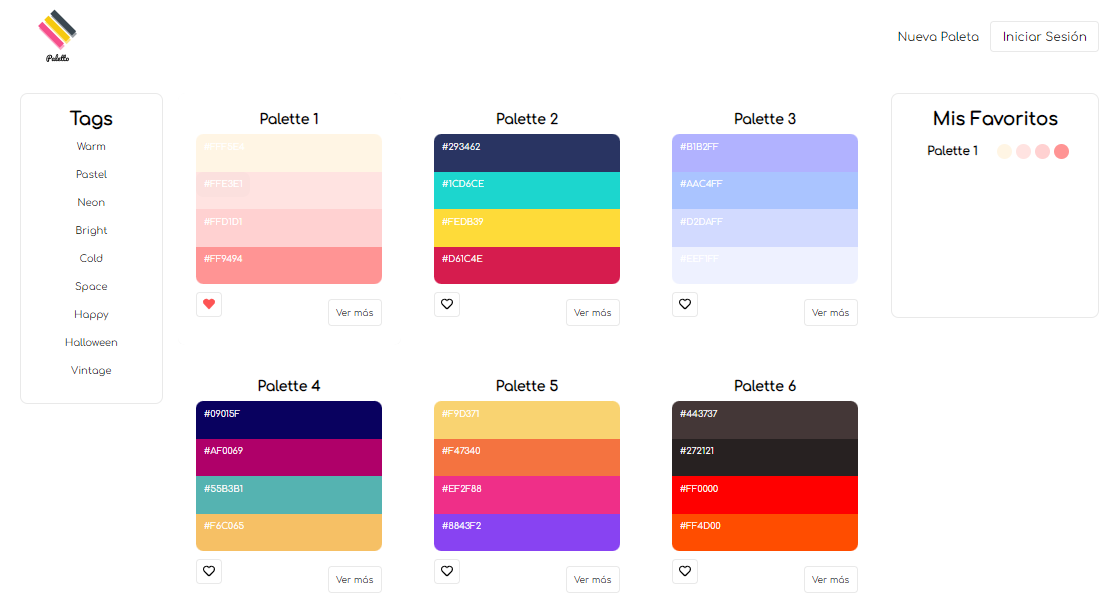 Paletto
Nueva Paleta
Iniciar Sesión
Tags
Warm
Pastel
Neon
Bright
Cold
Space
Happy
Halloween
Vintage
Palette 1
#FFE3E1
#FFD1D1
#FF9494
Ver más
Palette 2
#293462
#1CD6CE
#FEDB39
#D61C4E
Ver más
Palette 3
#B1B2FF
#AAC4FF
#D2DAFF
#EEF1FF
Ver más
Palette 4
#09015F
#AF0069
#55B3B1
#F6C065
Ver más
Palette 5
#F9D371
#F47340
#EF2F88
#8843F2
Ver más
Palette 6
#443737
#272121
#FF0000
#FF4D00
Ver más
Mis Favoritos
Palette 1